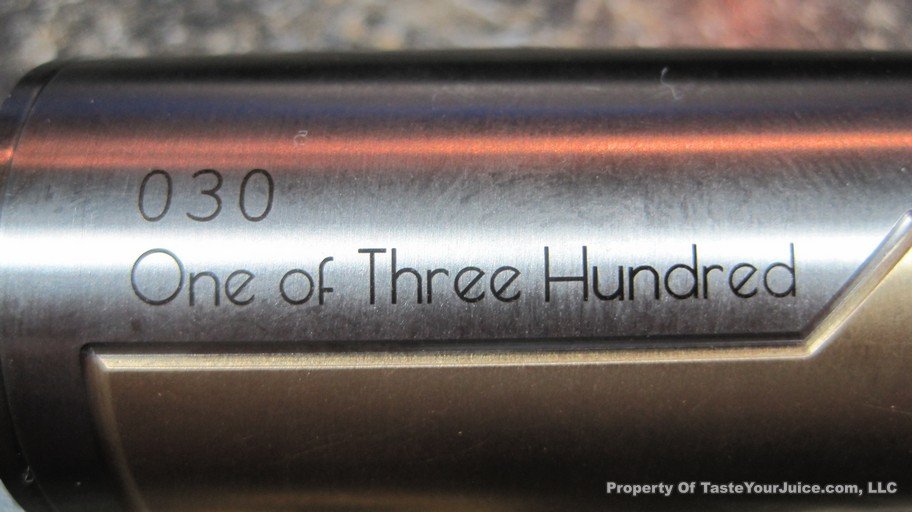 030
One of Three Hundred
Property Of TasteYourJuice.com, LLC